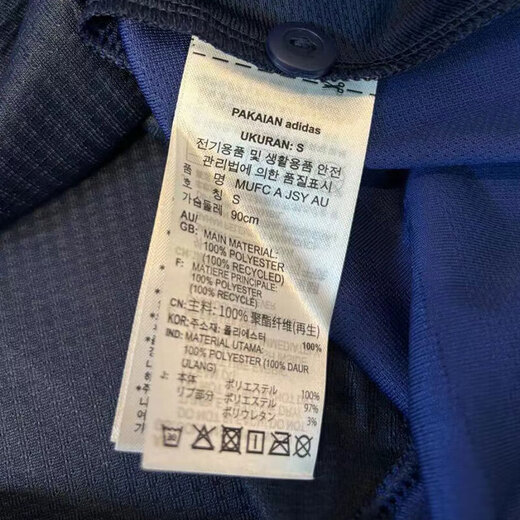 PAKAIAN adidas
UKURAN: S
전기용품 및 생활용품 안전
관리법에 의한 품질표시
품 명 MUFC A JSY AU
호 칭 S
가슴둘레 90cm
AU/
GB: MAIN MATERIAL:
100% POLYESTER
(100% RECYCLED)
F: MATIERE PRINCIPALE:
100% POLYESTER
(100% RECYCLE)
CN: 主料: 100% 聚酯纤维(再生)
KOR: 주소재: 폴리에스터 100%
IND: MATERIAL UTAMA:
100% POLYESTER (100% DAUR
ULANG)
J: 本体 ポリエステル 100%
リブ部分 ポリエステル 97%
ポリウレタン 3%